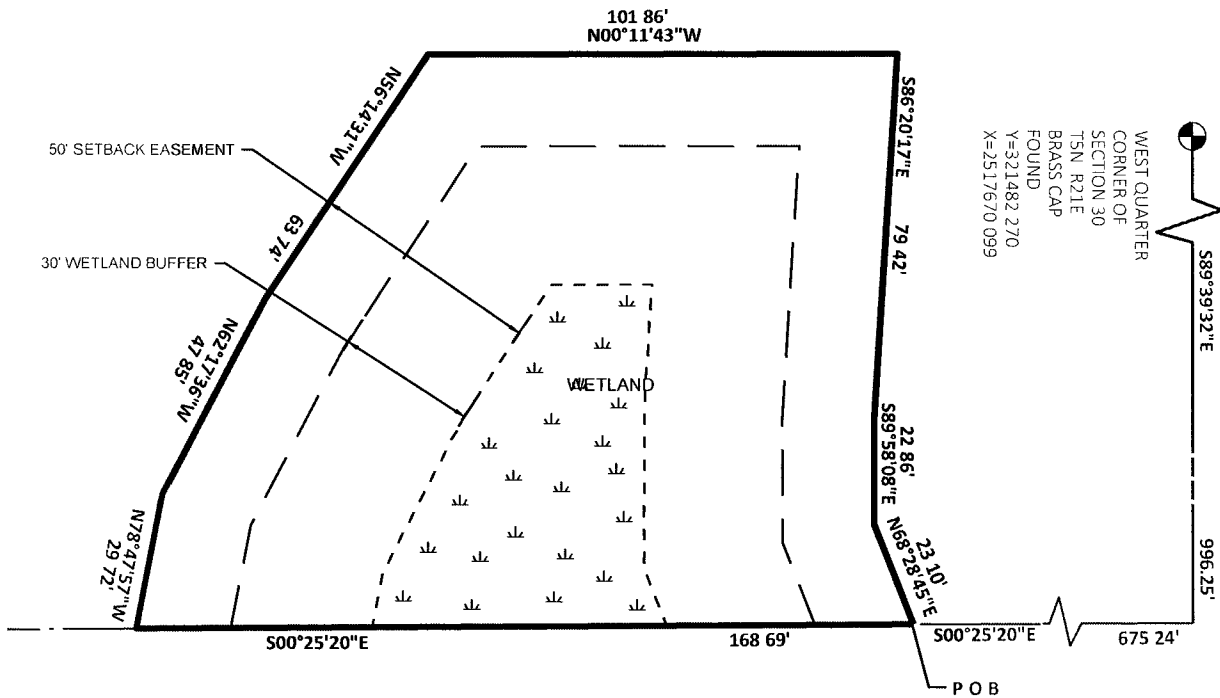 101 86'
N00°11'43"W
N56°14'31"W
63 74'
50' SETBACK EASEMENT
30' WETLAND BUFFER
N62°17'36"W
47 85'
N78°47'57"W
29 72'
WETLAND
S86°20'17"E
79 42'
22 86'
S89°58'08"E
23 10'
N68°28'45"E
WEST QUARTER
CORNER OF
SECTION 30
T5N R21E
BRASS CAP
FOUND
Y=321482 270
X=2517670 099
S89°39'32"E
996.25'
S00°25'20"E
168 69'
S00°25'20"E
675 24'
P O B